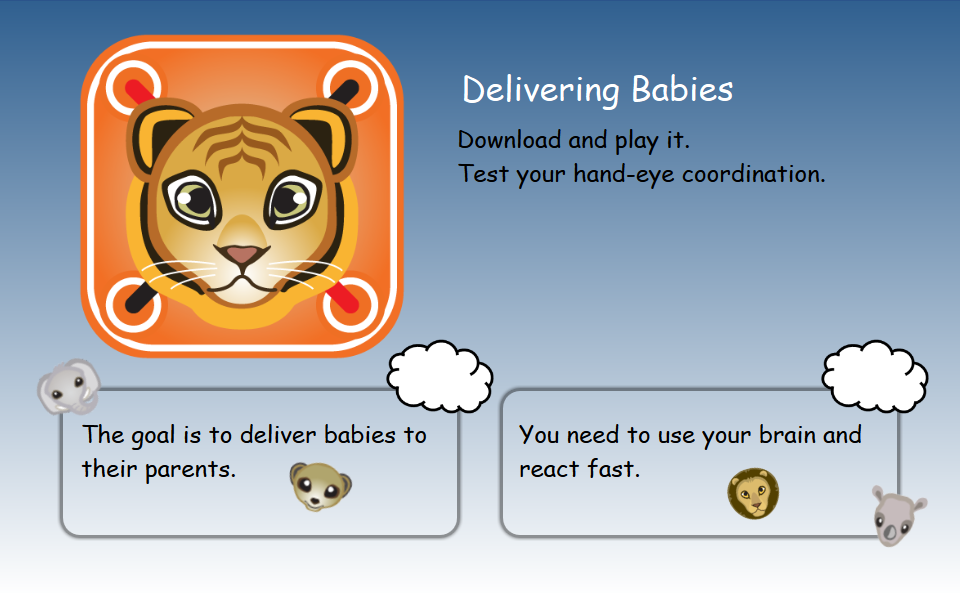 Delivering Babies
Download and play it.
Test your hand-eye coordination.
The goal is to deliver babies to
their parents.
You need to use your brain and
react fast.